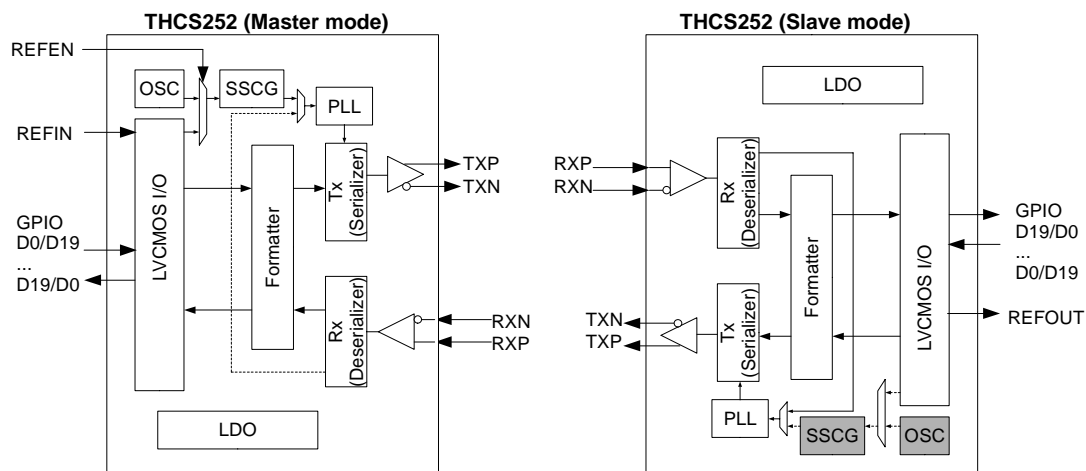 THCS252 (Master mode)
REFEN
OSC
SSCG
PLL
REFIN
LVCMOS I/O
Formatter
Tx
(Serializer)
TXP
TXN
GPIO
D0/D19
...
D19/D0
Rx
(Deserializer)
RXN
RXP
LDO
THCS252 (Slave mode)
LDO
RXP
RXN
Rx
(Deserializer)
Formatter
LVCMOS I/O
GPIO
D19/D0
...
D0/D19
REFOUT
TXN
TXP
Tx
(Serializer)
PLL
SSCG
OSC